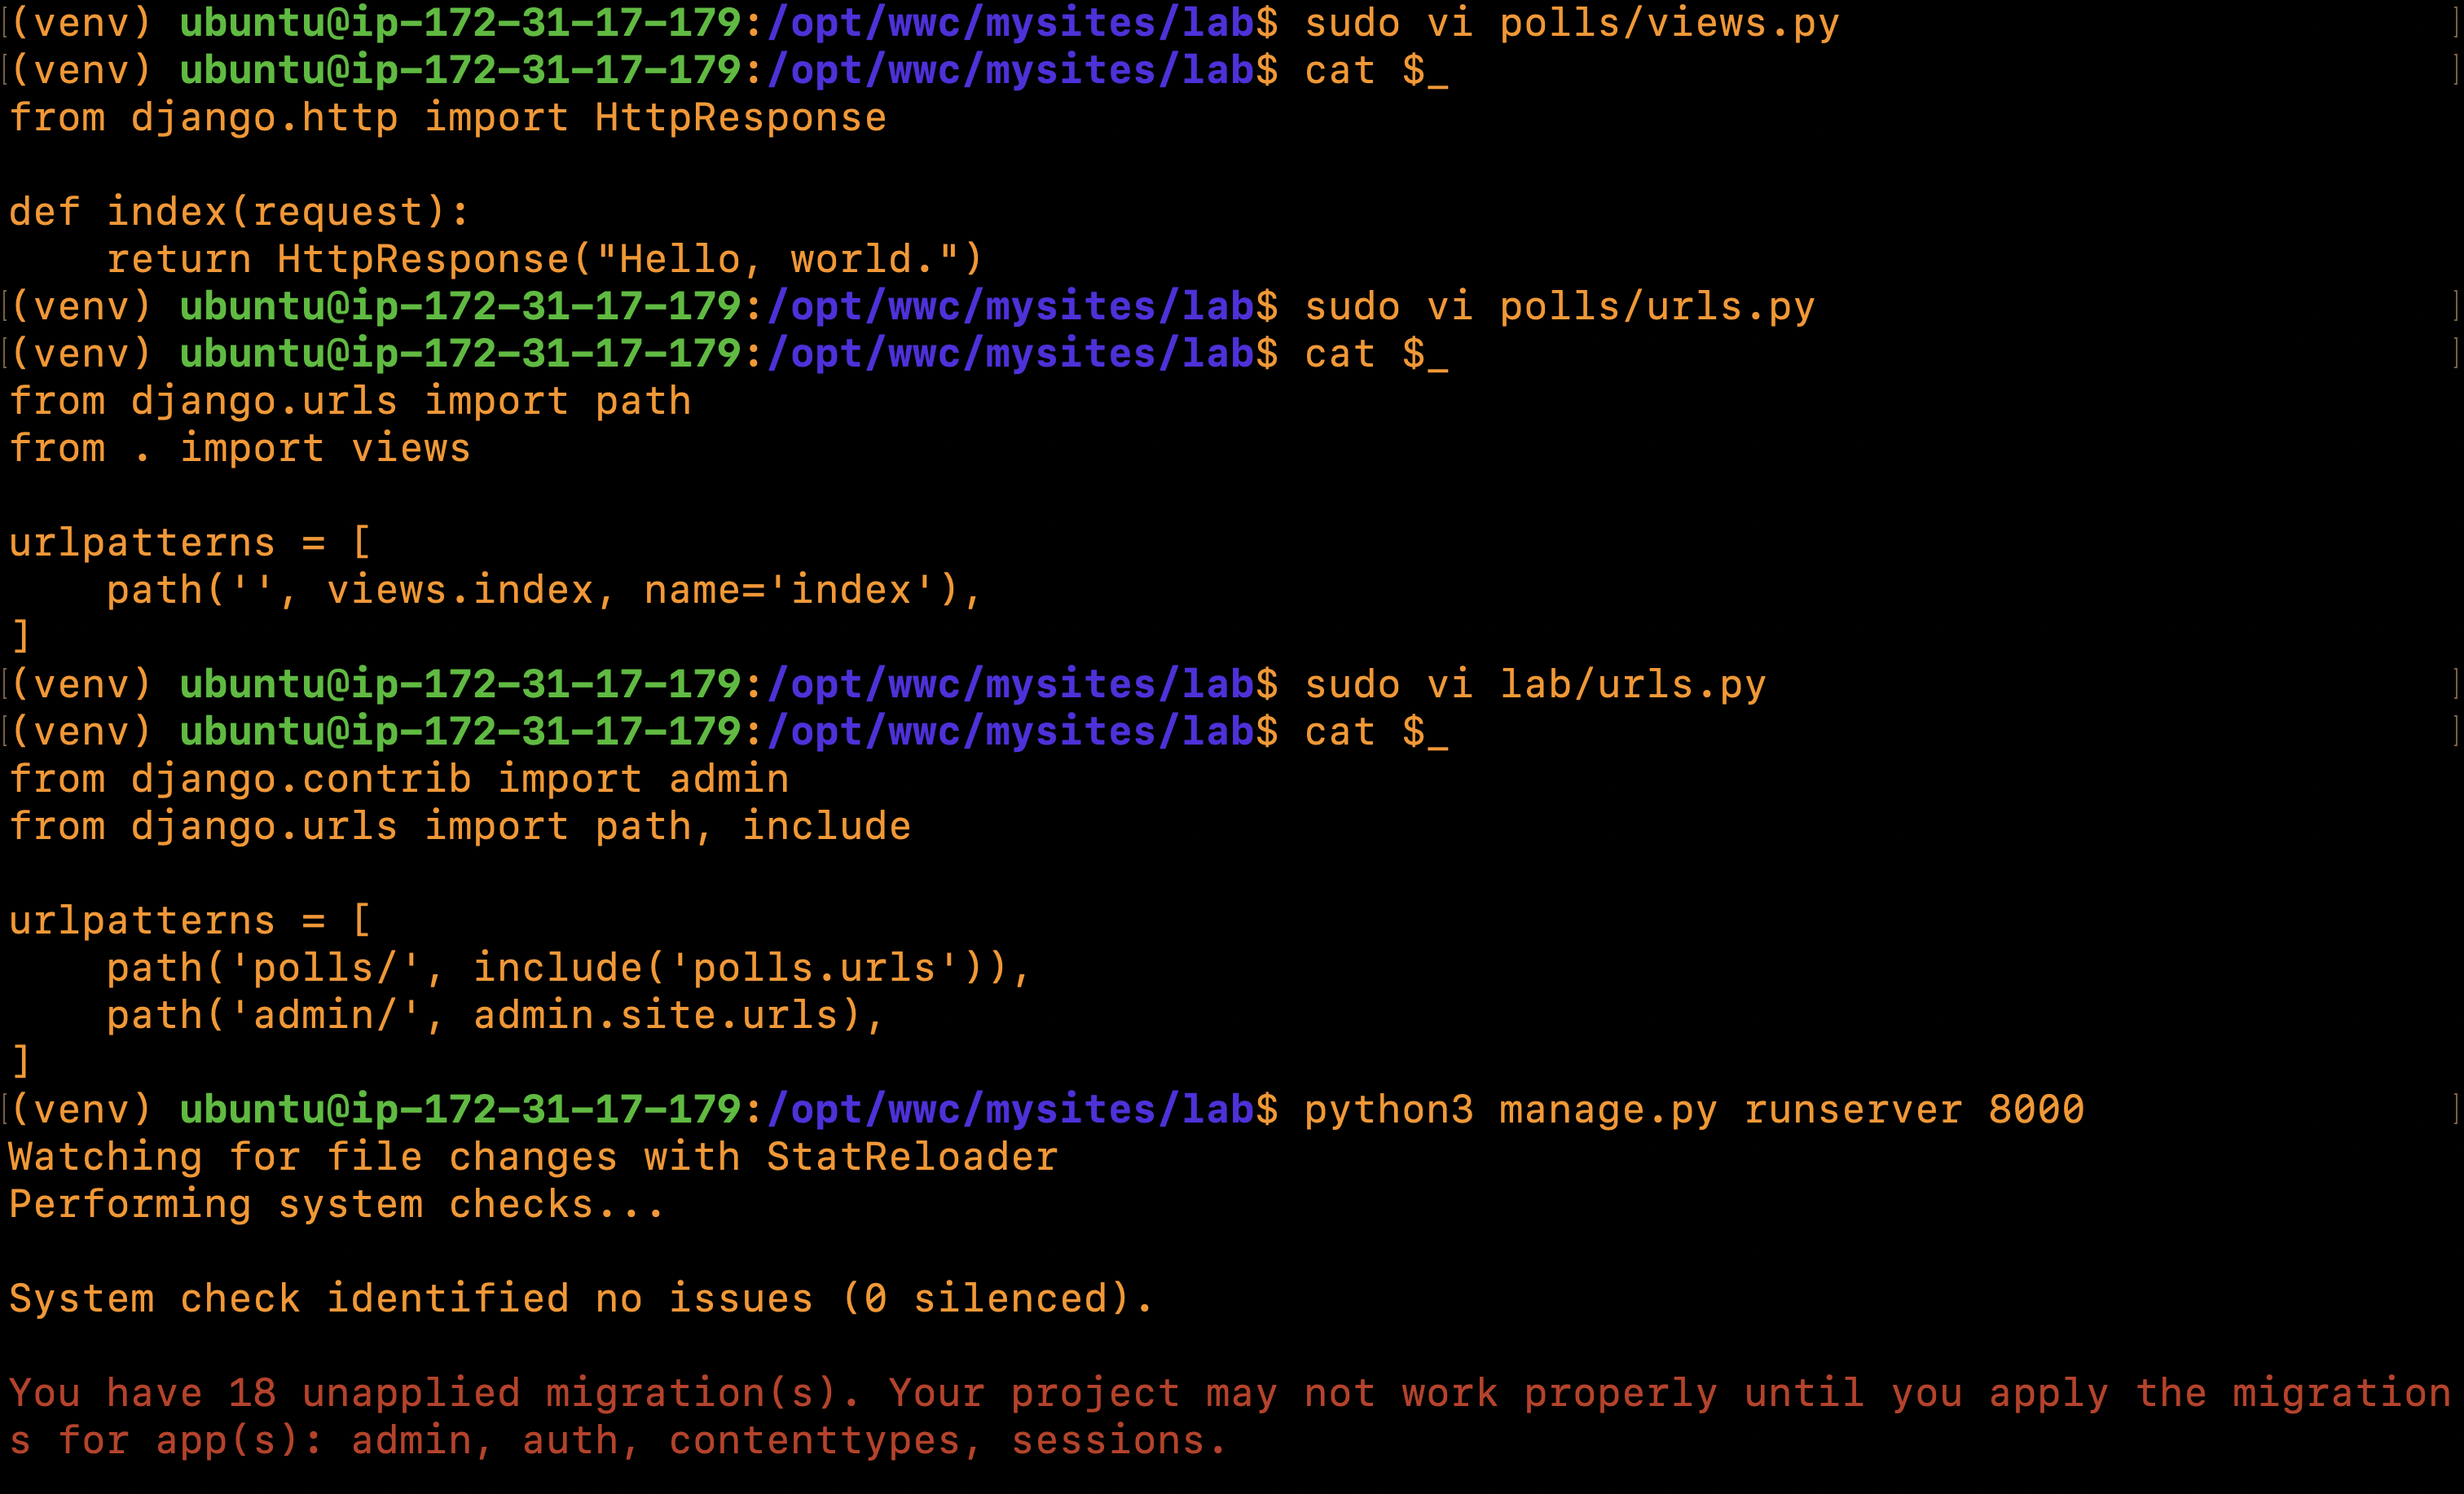 (venv) ubuntu@ip-172-31-17-179:/opt/wwc/mysites/lab$ sudo vi polls/views.py
(venv) ubuntu@ip-172-31-17-179:/opt/wwc/mysites/lab$ cat $_
from django.http import HttpResponse

def index(request):
    return HttpResponse("Hello, world.")
(venv) ubuntu@ip-172-31-17-179:/opt/wwc/mysites/lab$ sudo vi polls/urls.py
(venv) ubuntu@ip-172-31-17-179:/opt/wwc/mysites/lab$ cat $_
from django.urls import path
from . import views

urlpatterns = [
    path('', views.index, name='index'),
]
(venv) ubuntu@ip-172-31-17-179:/opt/wwc/mysites/lab$ sudo vi lab/urls.py
(venv) ubuntu@ip-172-31-17-179:/opt/wwc/mysites/lab$ cat $_
from django.contrib import admin
from django.urls import path, include

urlpatterns = [
    path('polls/', include('polls.urls')),
    path('admin/', admin.site.urls),
]
(venv) ubuntu@ip-172-31-17-179:/opt/wwc/mysites/lab$ python3 manage.py runserver 8000
Watching for file changes with StatReloader
Performing system checks...

System check identified no issues (0 silenced).

You have 18 unapplied migration(s). Your project may not work properly until you apply the migration
s for app(s): admin, auth, contenttypes, sessions.